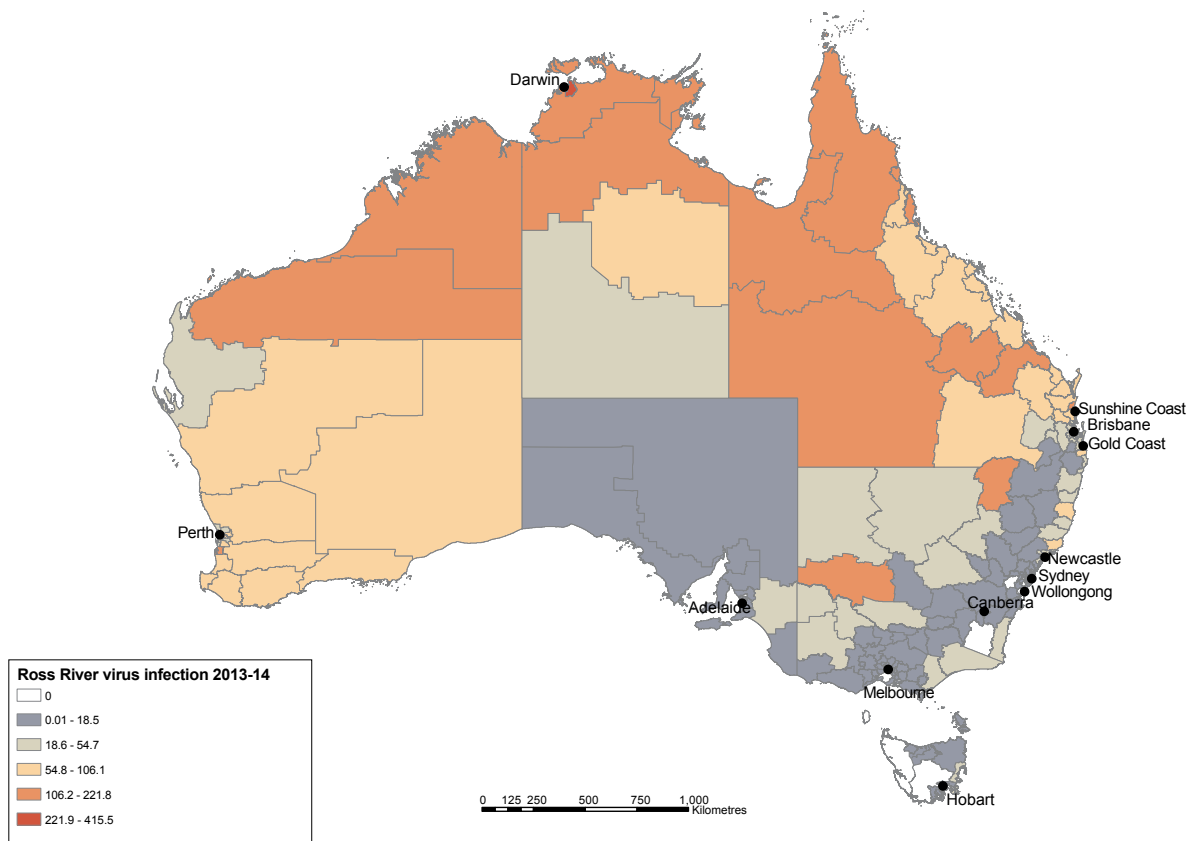 Darwin
Sunshine Coast
Brisbane
Gold Coast
Perth
Newcastle
Sydney
Wollongong
Canberra
Adelaide
Melbourne
Hobart
Ross River virus infection 2013-14
0
0.01 - 18.5
18.6 - 54.7
54.8 - 106.1
106.2 - 221.8
221.9 - 415.5
0 125 250 500 750 1,000
Kilometres